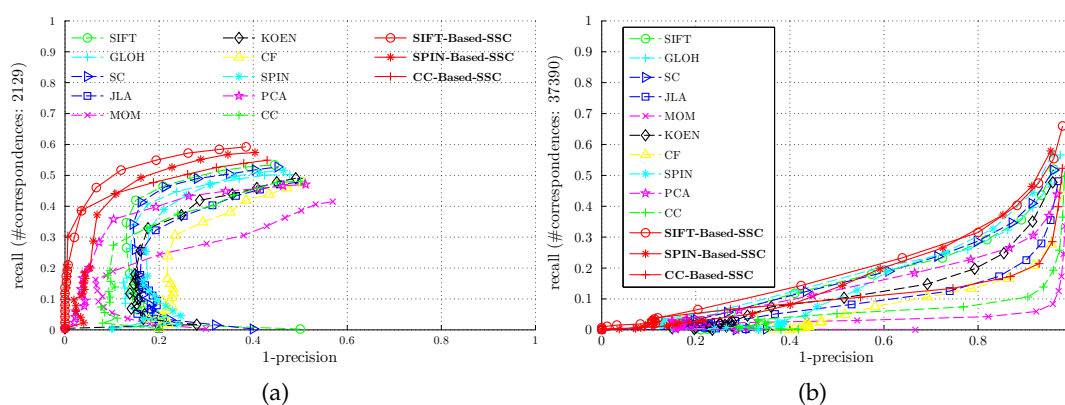 1
0.9
0.8
0.7
0.6
0.5
0.4
0.3
0.2
0.1
0
0
0.2
0.4
0.6
0.8
1
recall (#correspondences: 2129)
1-precision
SIFT
GLOH
SC
JLA
MOM
KOEN
CF
SPIN
PCA
CC
SIFT-Based-SSC
SPIN-Based-SSC
CC-Based-SSC
(a)
1
0.9
0.8
0.7
0.6
0.5
0.4
0.3
0.2
0.1
0
0
0.2
0.4
0.6
0.8
recall (#correspondences: 37390)
1-precision
SIFT
GLOH
SC
JLA
MOM
KOEN
CF
SPIN
PCA
CC
SIFT-Based-SSC
SPIN-Based-SSC
CC-Based-SSC
(b)